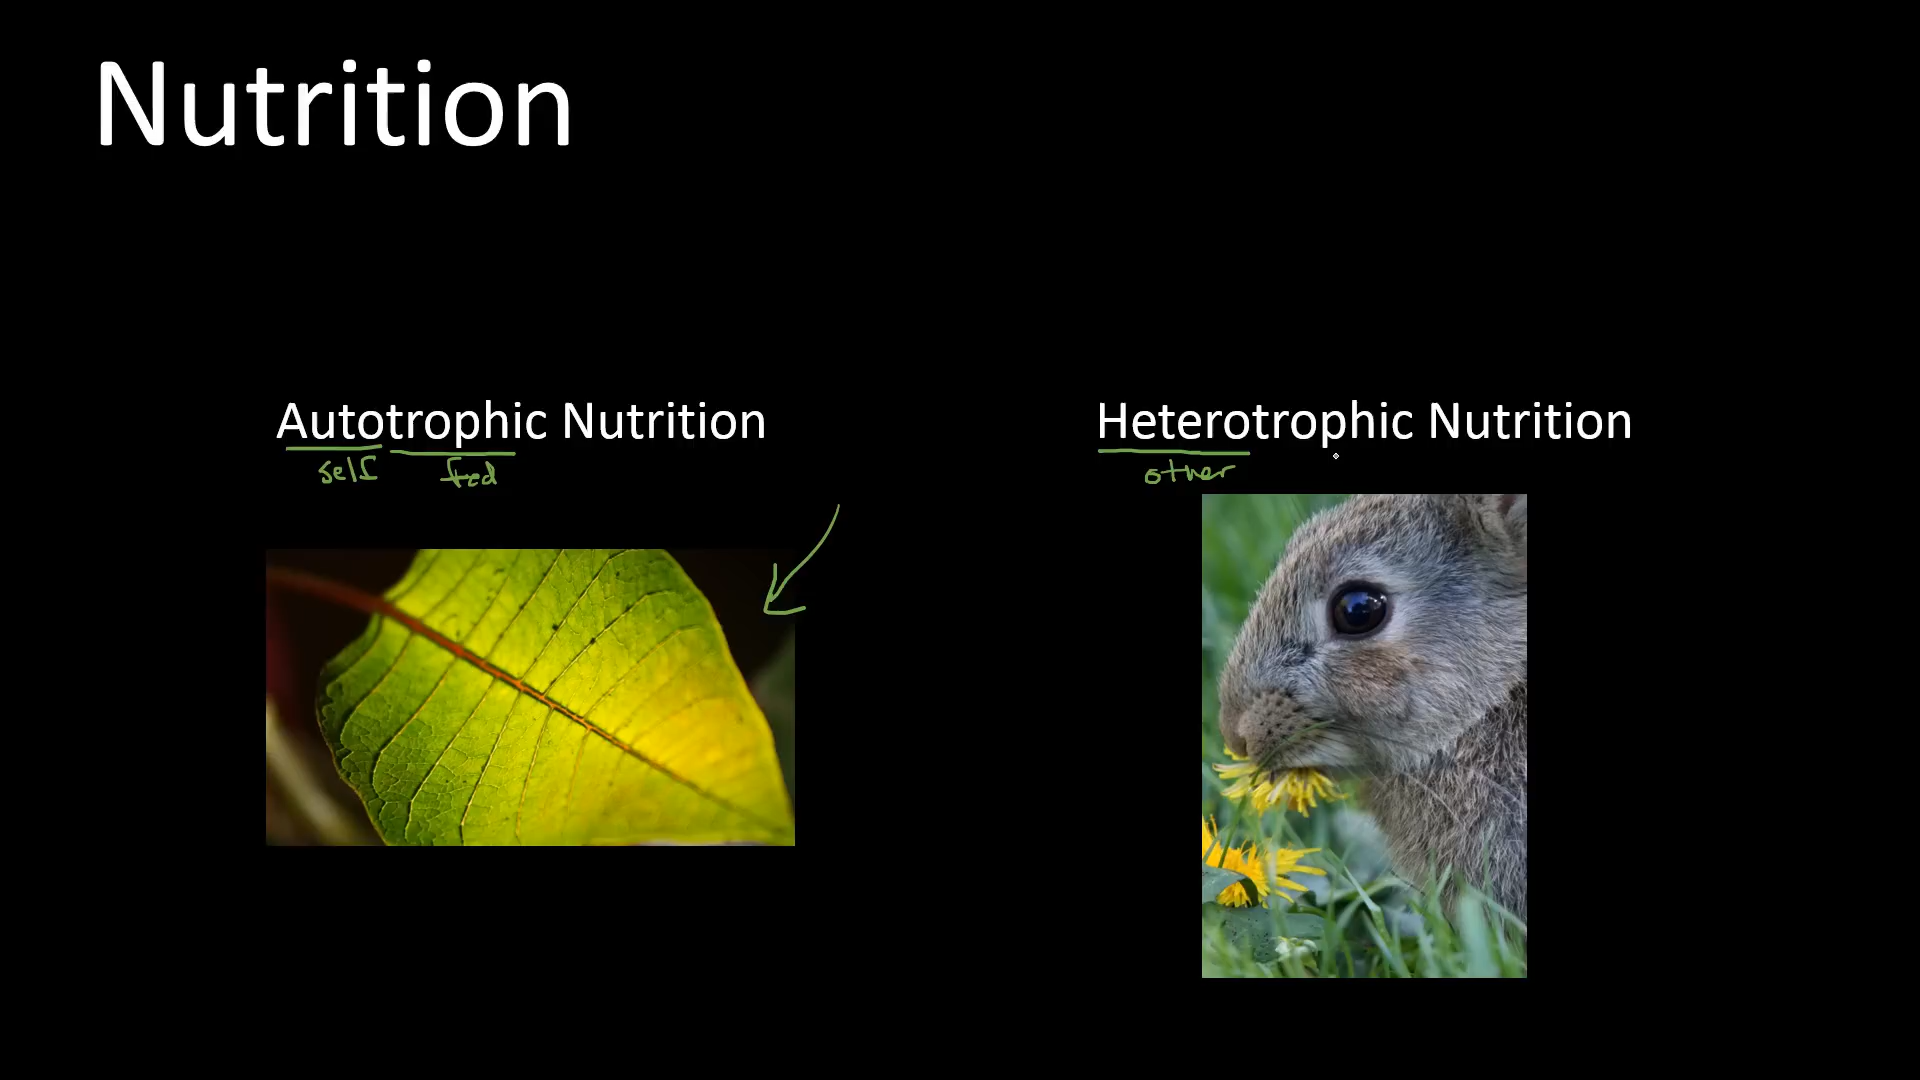 Nutrition
Autotrophic Nutrition
self fed
Heterotrophic Nutrition
other